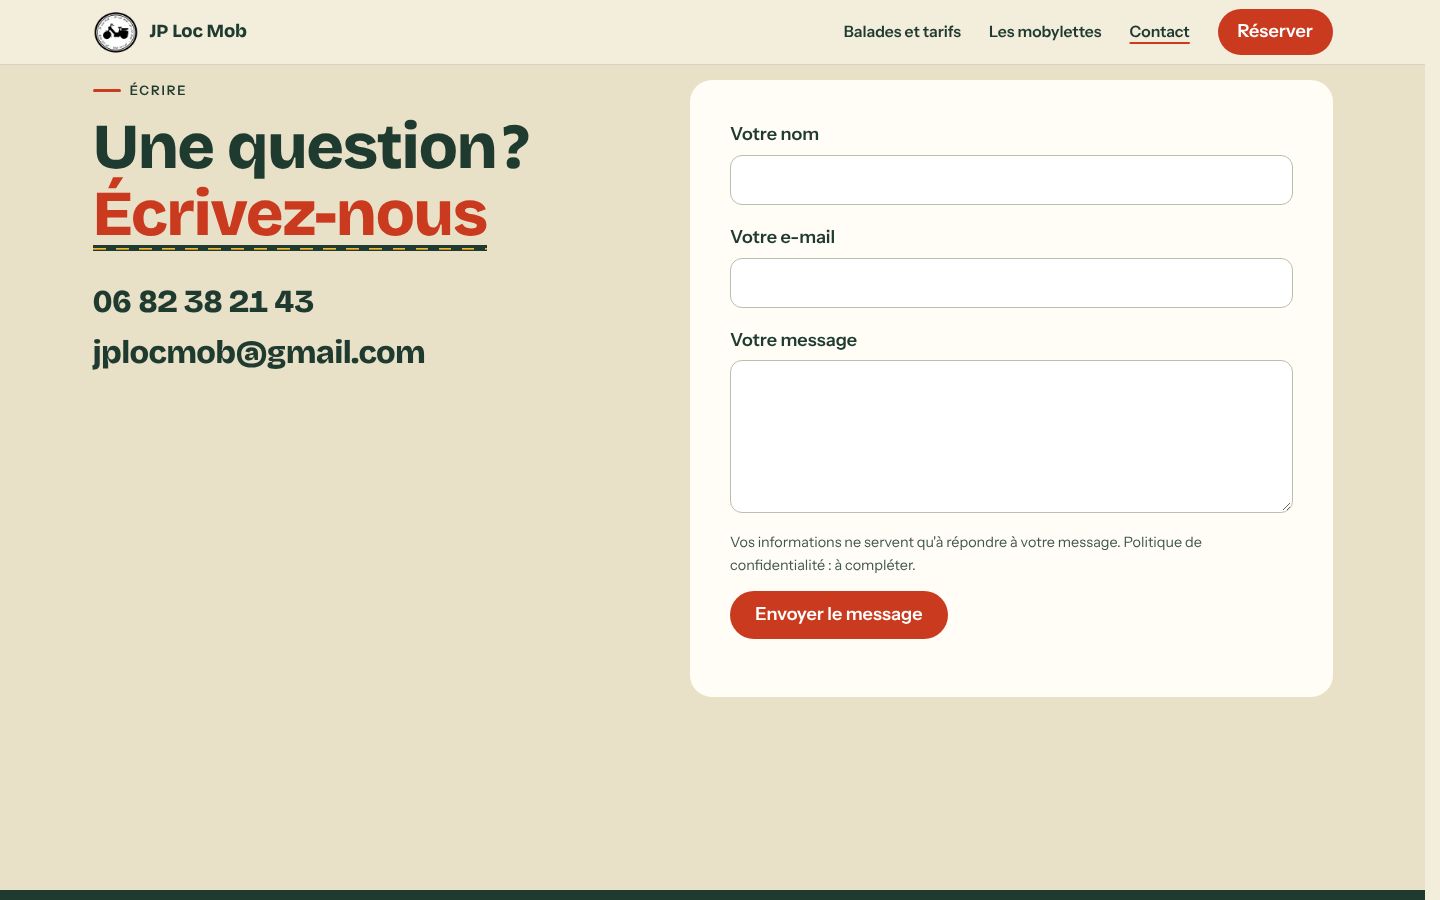 JP Loc Mob
Balades et tarifs
Les mobylettes
Contact
Réserver
ÉCRIRE
Une question ?
Écrivez-nous
06 82 38 21 43
jplocmob@gmail.com
Votre nom
Votre e-mail
Votre message
Vos informations ne servent qu'à répondre à votre message. Politique de
confidentialité : à compléter.
Envoyer le message